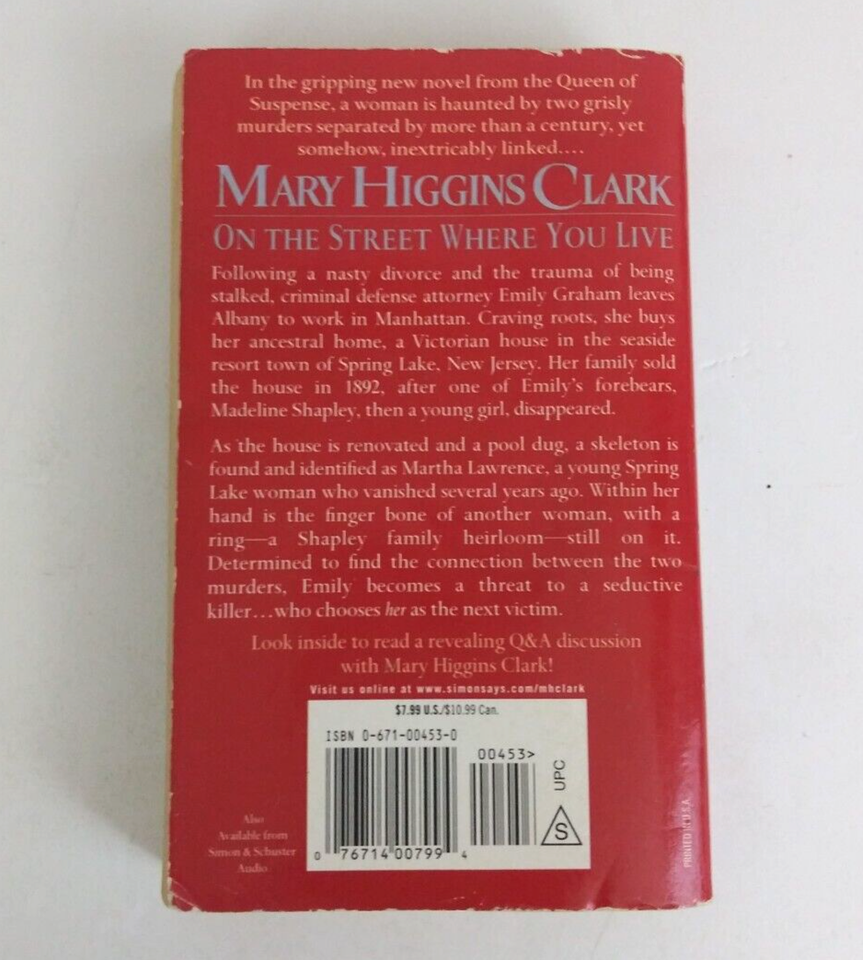 In the gripping new novel from the Queen of
Suspense, a woman is haunted by two grisly
murders separated by more than a century, yet
somehow, inextricably linked....
MARY HIGGINS CLARK
ON THE STREET WHERE YOU LIVE
Following a nasty divorce and the trauma of being
stalked, criminal defense attorney Emily Graham leaves
Albany to work in Manhattan. Craving roots, she buys
her ancestral home, a Victorian house in the seaside
resort town of Spring Lake, New Jersey. Her family sold
the house in 1892, after one of Emily's forebears,
Madeline Shapley, then a young girl, disappeared.
As the house is renovated and a pool dug, a skeleton is
found and identified as Martha Lawrence, a young Spring
Lake woman who vanished several years ago. Within her
hand is the finger bone of another woman, with a
ring—a Shapley family heirloom—still on it.
Determined to find the connection between the two
murders, Emily becomes a threat to a seductive
killer...who chooses her as the next victim.
Look inside to read a revealing Q&A discussion
with Mary Higgins Clark!
Visit us online at www.simonsays.com/mhclark
$7.99 U.S./$10.99 Can.
ISBN 0-671-00453-0
00453>
UPC
S
0 76714 00799 4
Also
Available from
Simon & Schuster
Audio
PRINTED IN U.S.A.